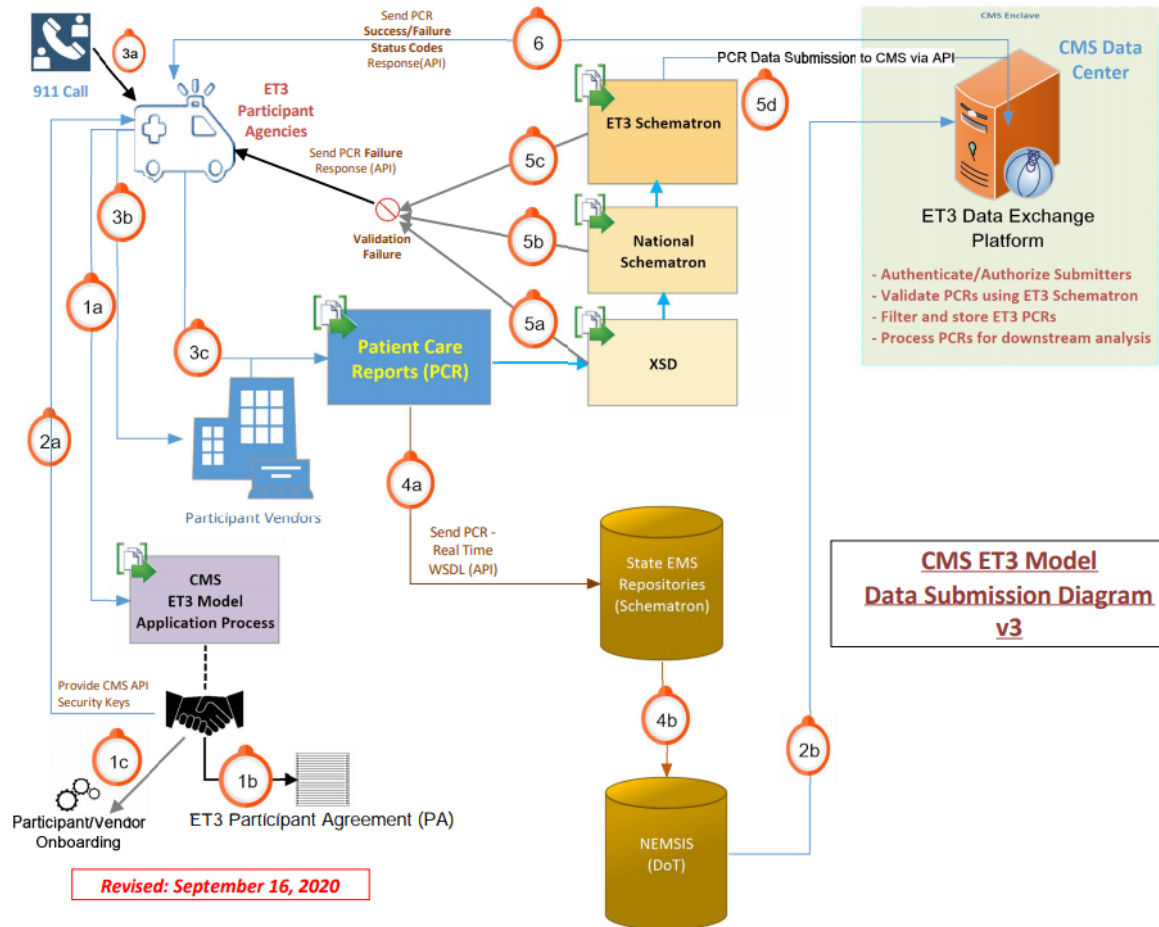 CMS Enclave
Send PCR
Success/Failure
Status Codes
Response(API)
6
3a
911 Call
ET3
Participant
Agencies
PCR Data Submission to CMS via API
CMS Data
Center
5d
ET3 Schematron
5c
Send PCR Failure
Response (API)
3b
5b
National
Schematron
Validation
Failure
ET3 Data Exchange
Platform
- Authenticate/Authorize Submitters
- Validate PCRs using ET3 Schematron
- Filter and store ET3 PCRs
- Process PCRs for downstream analysis
1a
5a
3c
Patient Care
Reports (PCR)
XSD
2a
4a
Participant Vendors
Send PCR -
Real Time
WSDL (API)
State EMS
Repositories
(Schematron)
CMS ET3 Model
Data Submission Diagram
v3
CMS
ET3 Model
Application Process
Provide CMS API
Security Keys
4b
2b
1c
1b
Participant/Vendor
Onboarding
ET3 Participant Agreement (PA)
NEMSIS
(DoT)
Revised: September 16, 2020